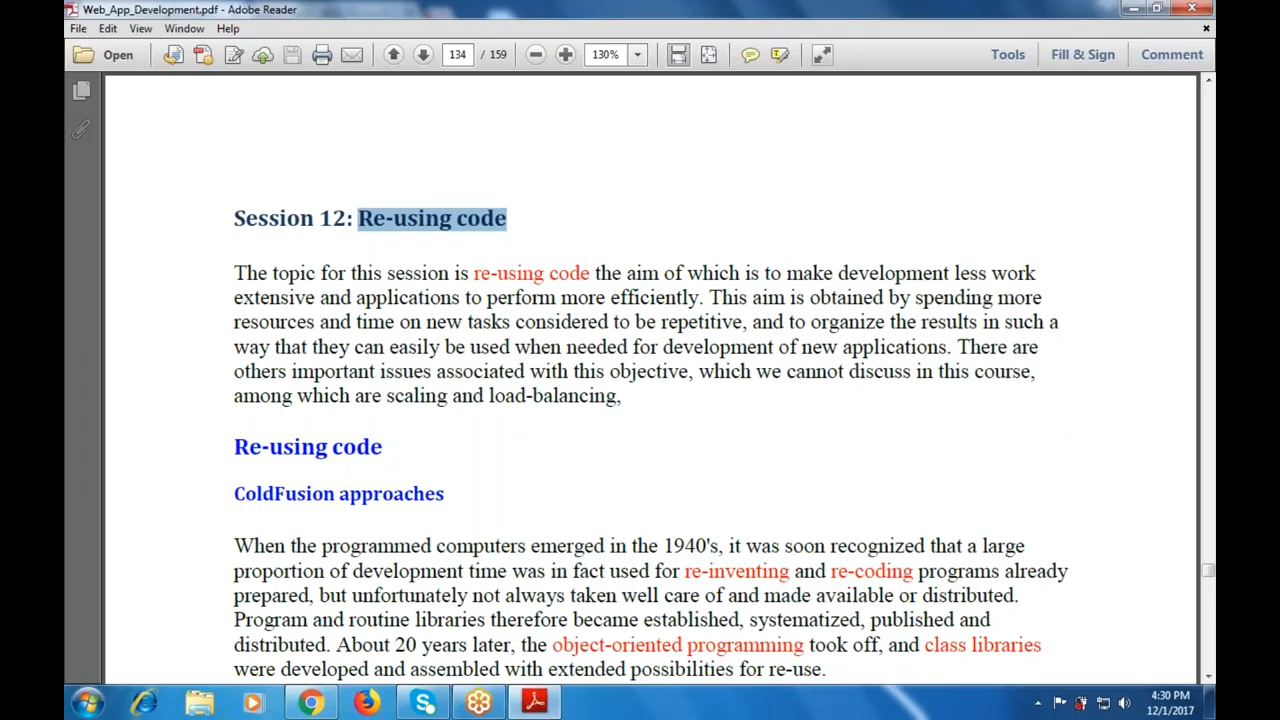 Web_App_Development.pdf - Adobe Reader
File Edit View Window Help
Open 134 / 159 130% Tools Fill & Sign Comment
Session 12: Re-using code
The topic for this session is re-using code the aim of which is to make development less work
extensive and applications to perform more efficiently. This aim is obtained by spending more
resources and time on new tasks considered to be repetitive, and to organize the results in such a
way that they can easily be used when needed for development of new applications. There are
others important issues associated with this objective, which we cannot discuss in this course,
among which are scaling and load-balancing,
Re-using code
ColdFusion approaches
When the programmed computers emerged in the 1940's, it was soon recognized that a large
proportion of development time was in fact used for re-inventing and re-coding programs already
prepared, but unfortunately not always taken well care of and made available or distributed.
Program and routine libraries therefore became established, systematized, published and
distributed. About 20 years later, the object-oriented programming took off, and class libraries
were developed and assembled with extended possibilities for re-use.
4:30 PM
12/1/2017